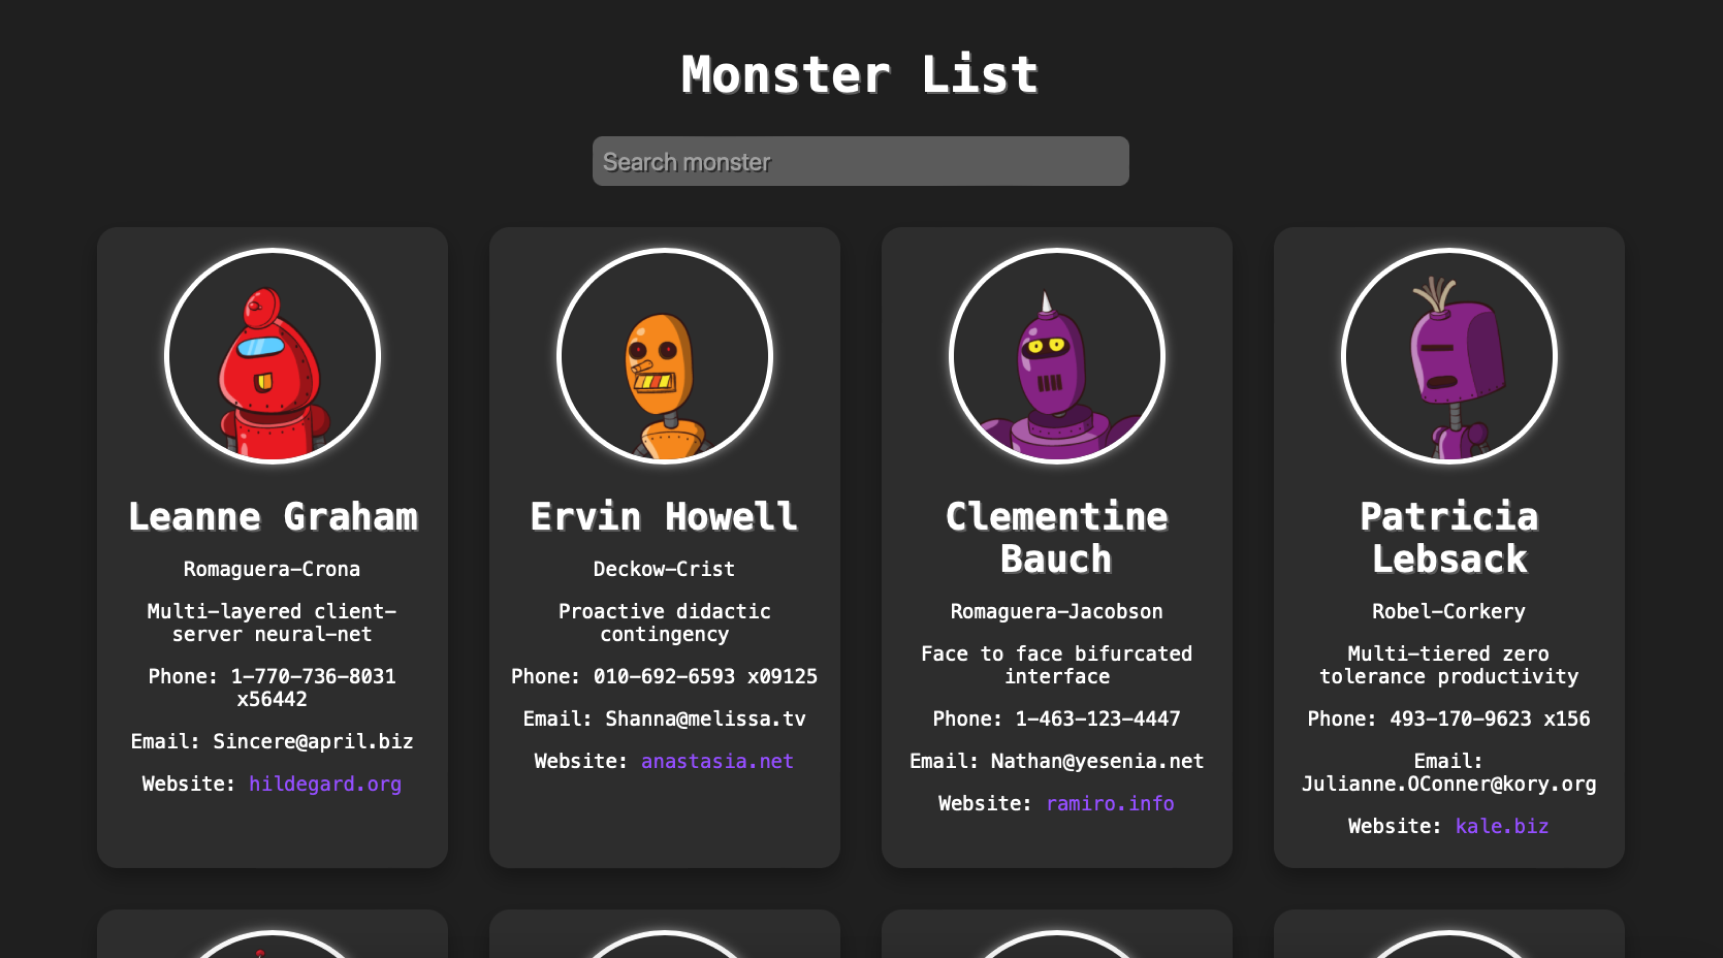 Monster List
Search monster
Leanne Graham
Romaguera-Crona
Multi-layered client-
server neural-net
Phone: 1-770-736-8031
x56442
Email: Sincere@april.biz
Website: hildegard.org
Ervin Howell
Deckow-Crist
Proactive didactic
contingency
Phone: 010-692-6593 x09125
Email: Shanna@melissa.tv
Website: anastasia.net
Clementine
Bauch
Romaguera-Jacobson
Face to face bifurcated
interface
Phone: 1-463-123-4447
Email: Nathan@yesenia.net
Website: ramiro.info
Patricia
Lebsack
Robel-Corkery
Multi-tiered zero
tolerance productivity
Phone: 493-170-9623 x156
Email:
Julianne.OConner@kory.org
Website: kale.biz